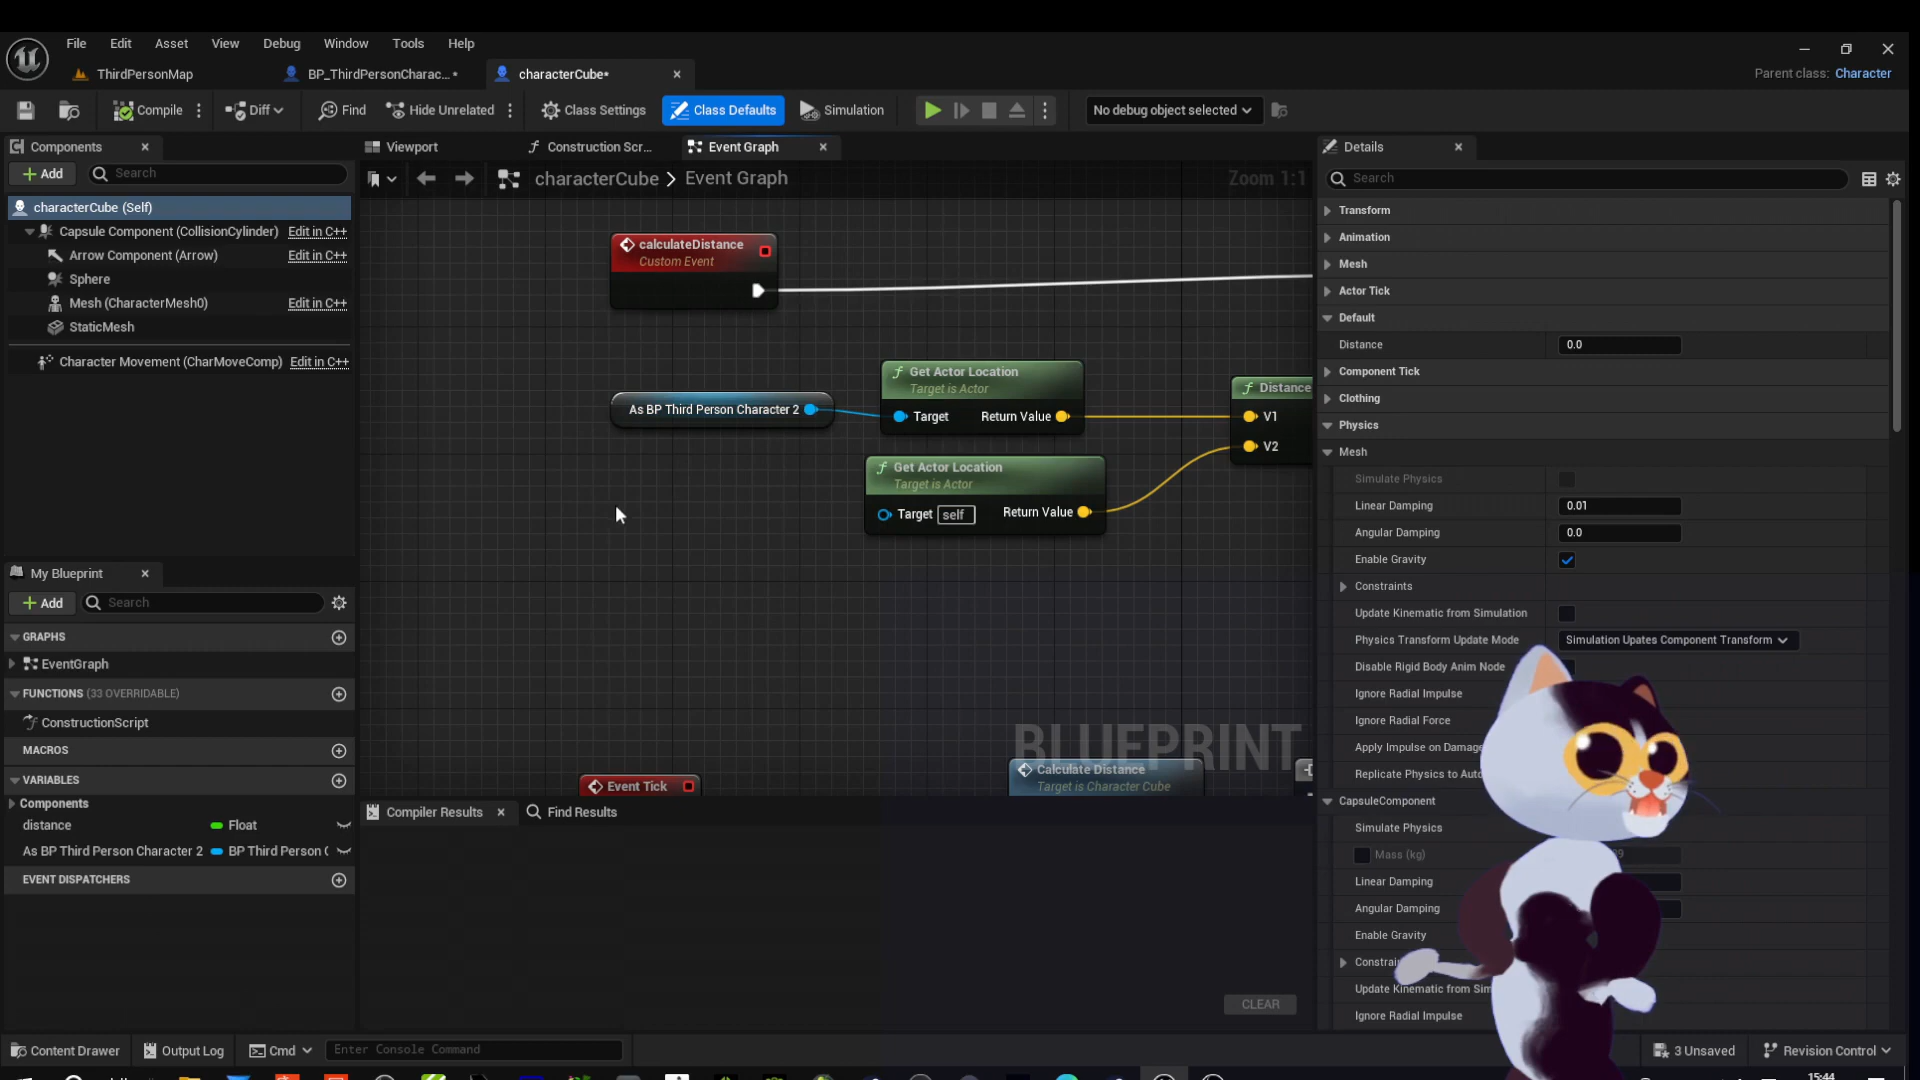 File Edit Asset View Debug Window Tools Help
ThirdPersonMap BP_ThirdPersonCharac...* characterCube*
Parent class: Character
Compile Diff Find Hide Unrelated Class Settings Class Defaults Simulation No debug object selected
Components
Add Search
characterCube (Self)
Capsule Component (CollisionCylinder) Edit in C++
Arrow Component (Arrow) Edit in C++
Sphere
Mesh (CharacterMesh0) Edit in C++
StaticMesh
Character Movement (CharMoveComp) Edit in C++
My Blueprint
Add Search
GRAPHS
EventGraph
FUNCTIONS (33 OVERRIDABLE)
ConstructionScript
MACROS
VARIABLES
Components
distance Float
As BP Third Person Character 2 BP Third Person C
EVENT DISPATCHERS
Viewport Construction Scr... Event Graph
characterCube > Event Graph Zoom 1:1
calculateDistance
Custom Event
As BP Third Person Character 2
Get Actor Location
Target is Actor
Target Return Value
Get Actor Location
Target is Actor
Target self Return Value
Distance
V1
V2
BLUEPRINT
Event Tick
Calculate Distance
Target is Character Cube
Compiler Results Find Results
CLEAR
Details
Search
Transform
Animation
Mesh
Actor Tick
Default
Distance 0.0
Component Tick
Clothing
Physics
Mesh
Simulate Physics
Linear Damping 0.01
Angular Damping 0.0
Enable Gravity
Constraints
Update Kinematic from Simulation
Physics Transform Update Mode Simulation Upates Component Transform
Disable Rigid Body Anim Node
Ignore Radial Impulse
Ignore Radial Force
Apply Impulse on Damage
Replicate Physics to Auto
CapsuleComponent
Simulate Physics
Mass (kg)
Linear Damping
Angular Damping
Enable Gravity
Constrai
Update Kinematic from Sim
Ignore Radial Impulse
Content Drawer Output Log Cmd Enter Console Command 3 Unsaved Revision Control
15:44